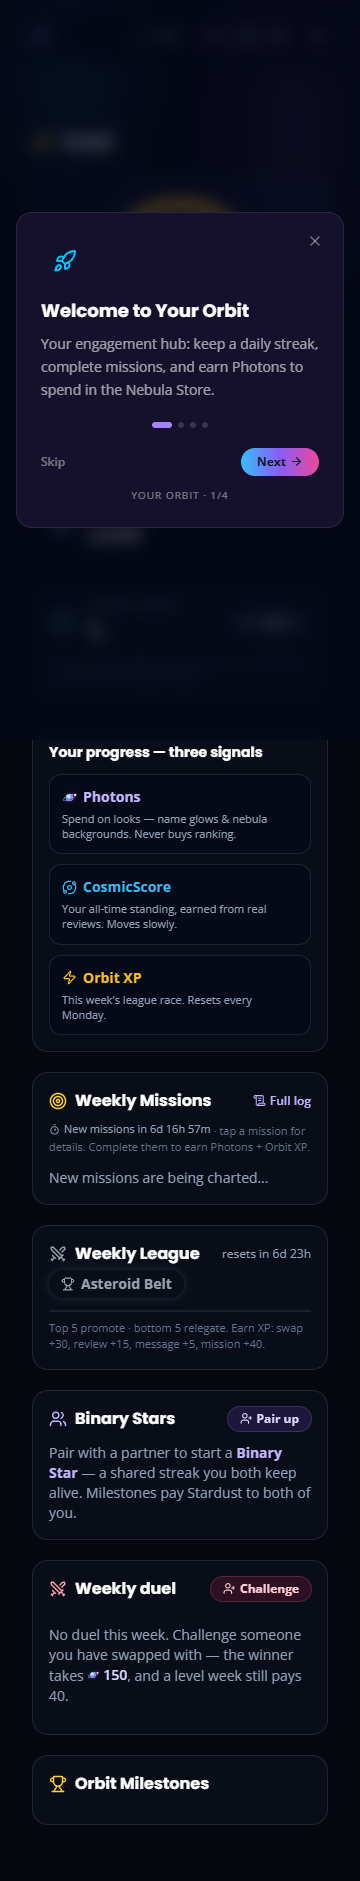 Welcome to Your Orbit
Your engagement hub: keep a daily streak,
complete missions, and earn Photons to
spend in the Nebula Store.
Skip
Next →
YOUR ORBIT · 1/4
Your progress — three signals
Photons
Spend on looks — name glows & nebula
backgrounds. Never buys ranking.
CosmicScore
Your all-time standing, earned from real
reviews. Moves slowly.
Orbit XP
This week's league race. Resets every
Monday.
Weekly Missions
Full log
New missions in 6d 16h 57m · tap a mission for
details. Complete them to earn Photons + Orbit XP.
New missions are being charted...
Weekly League
resets in 6d 23h
Asteroid Belt
Top 5 promote · bottom 5 relegate. Earn XP: swap
+30, review +15, message +5, mission +40.
Binary Stars
Pair up
Pair with a partner to start a Binary
Star — a shared streak you both keep
alive. Milestones pay Stardust to both of
you.
Weekly duel
Challenge
No duel this week. Challenge someone
you have swapped with — the winner
takes 150, and a level week still pays
40.
Orbit Milestones